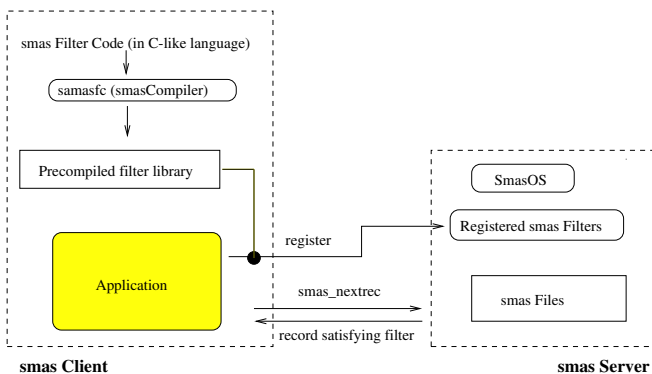 smas Filter Code (in C-like language)
samasfc (smasCompiler)
Precompiled filter library
SmasOS
Registered smas Filters
register
Application
smas_nextrec
smas Files
record satisfying filter
smas Client
smas Server